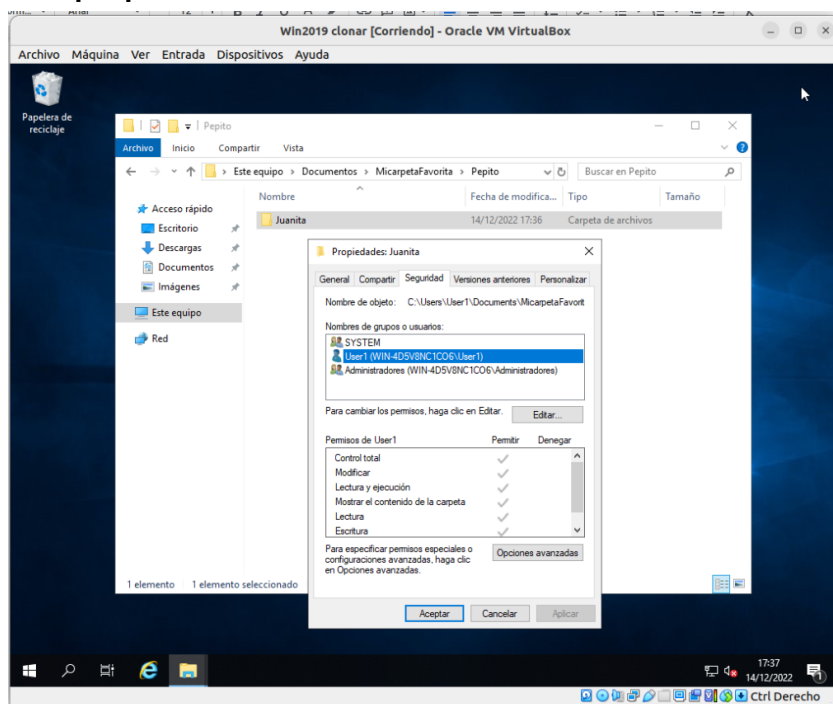 Arial
12
Win2019 clonar [Corriendo] - Oracle VM VirtualBox
Archivo Máquina Ver Entrada Dispositivos Ayuda
Papelera de
reciclaje
Pepito
Archivo Inicio Compartir Vista
Este equipo > Documentos > MicarpetaFavorita > Pepito
Buscar en Pepito
Nombre Fecha de modifica... Tipo Tamaño
Juanita 14/12/2022 17:36 Carpeta de archivos
Acceso rápido
Escritorio
Descargas
Documentos
Imágenes
Este equipo
Red
Propiedades: Juanita
General Compartir Seguridad Versiones anteriores Personalizar
Nombre de objeto: C:\Users\User1\Documents\MicarpetaFavorit
Nombres de grupos o usuarios:
SYSTEM
User1 (WIN-4D5V8NC1CO6\User1)
Administradores (WIN-4D5V8NC1CO6\Administradores)
Para cambiar los permisos, haga clic en Editar. Editar...
Permisos de User1 Permitir Denegar
Control total
Modificar
Lectura y ejecución
Mostrar el contenido de la carpeta
Lectura
Escritura
Para especificar permisos especiales o
configuraciones avanzadas, haga clic
en Opciones avanzadas.
Opciones avanzadas
Aceptar Cancelar Aplicar
1 elemento 1 elemento seleccionado
17:37
14/12/2022
1
Ctrl Derecho